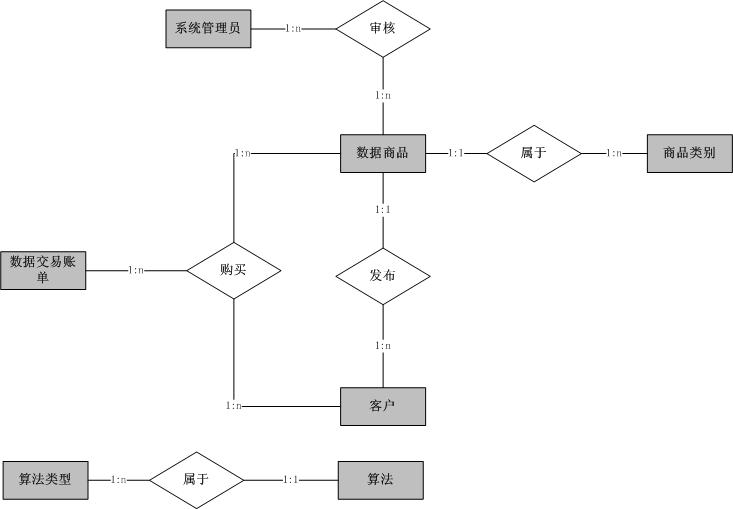 系统管理员
1:n
审核
1:n
1:n
数据商品
1:1
属于
1:n
商品类别
1:1
数据交易账
单
1:n
购买
发布
1:n
1:n
客户
算法类型
1:n
属于
1:1
算法